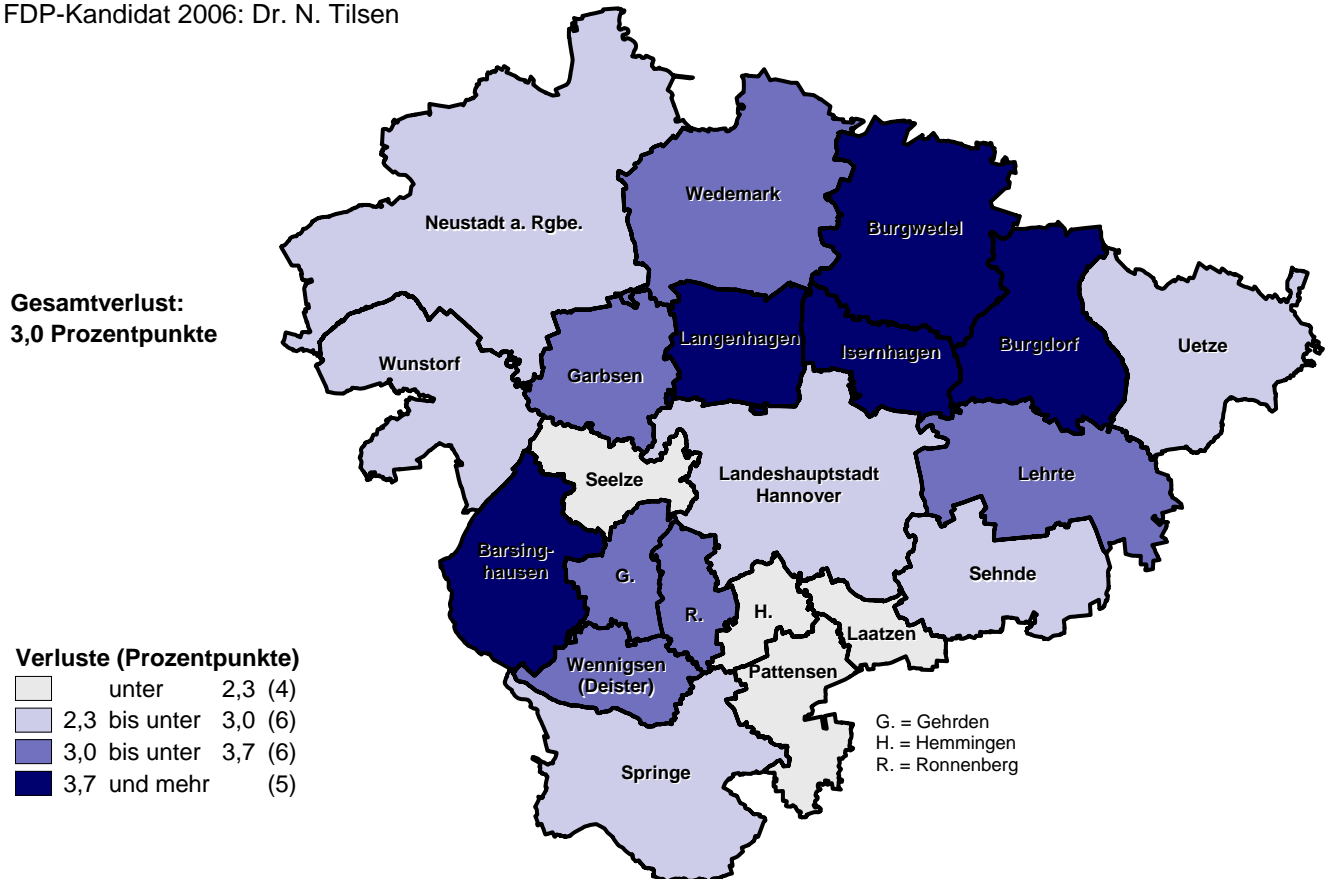 FDP-Kandidat 2006: Dr. N. Tilsen
Wedemark
Neustadt a. Rgbe.
Burgwedel
Gesamtverlust:
3,0 Prozentpunkte
Langenhagen
Isernhagen
Burgdorf
Uetze
Wunstorf
Garbsen
Seelze
Landeshauptstadt
Hannover
Lehrte
Barsing-
hausen
G.
Sehnde
R.
H.
Laatzen
Wennigsen
(Deister)
Pattensen
Springe
Verluste (Prozentpunkte)
unter 2,3 (4)
2,3 bis unter 3,0 (6)
3,0 bis unter 3,7 (6)
3,7 und mehr (5)
G. = Gehrden
H. = Hemmingen
R. = Ronnenberg